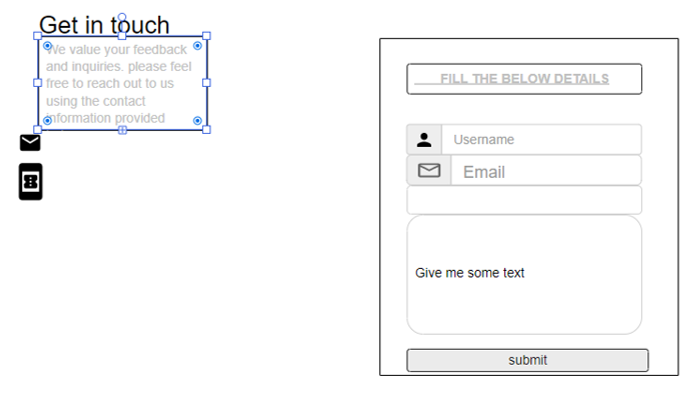 Get in touch
We value your feedback
and inquiries. please feel
free to reach out to us
using the contact
information provided
FILL THE BELOW DETAILS
Username
Email
Give me some text
submit